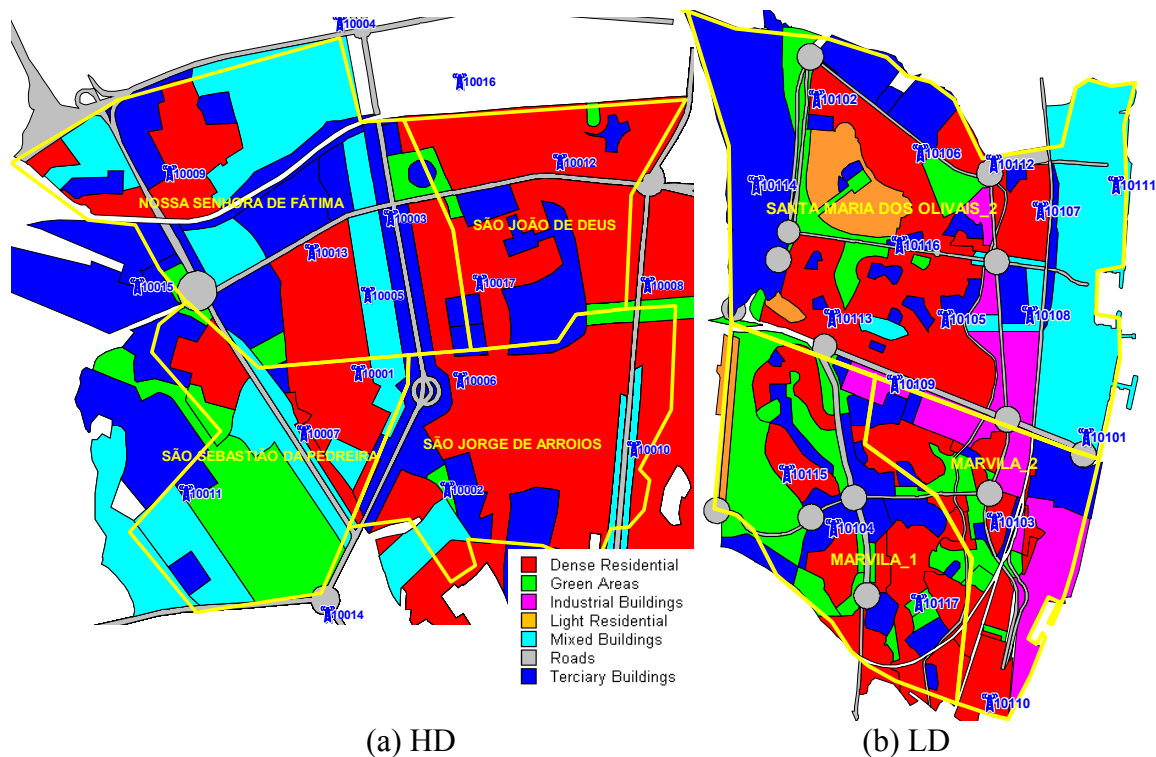 10004
10016
10012
10009
NOSSA SENHORA DE FÁTIMA
10003
SÃO JOÃO DE DEUS
10013
10017
10008
10015
10005
10001
10006
10007
SÃO JORGE DE ARROIOS
SÃO SEBASTIÃO DA PEDREIRA
10010
10011
10002
10014
Dense Residential
Green Areas
Industrial Buildings
Light Residential
Mixed Buildings
Roads
Terciary Buildings
(a) HD
10102
10106
10112
10114
10111
SANTA MARIA DOS OLIVAIS_2
10107
10116
10113
10105
10108
10109
10101
MARVILA_2
10115
10104
10103
MARVILA_1
10117
10110
(b) LD